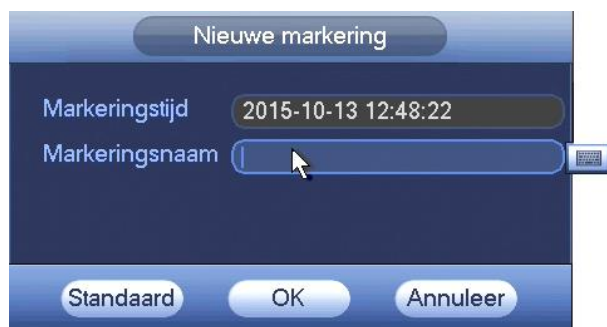 Nieuwe markering
Markeringstijd 2015-10-13 12:48:22
Markeringsnaam
Standaard OK Annuleer